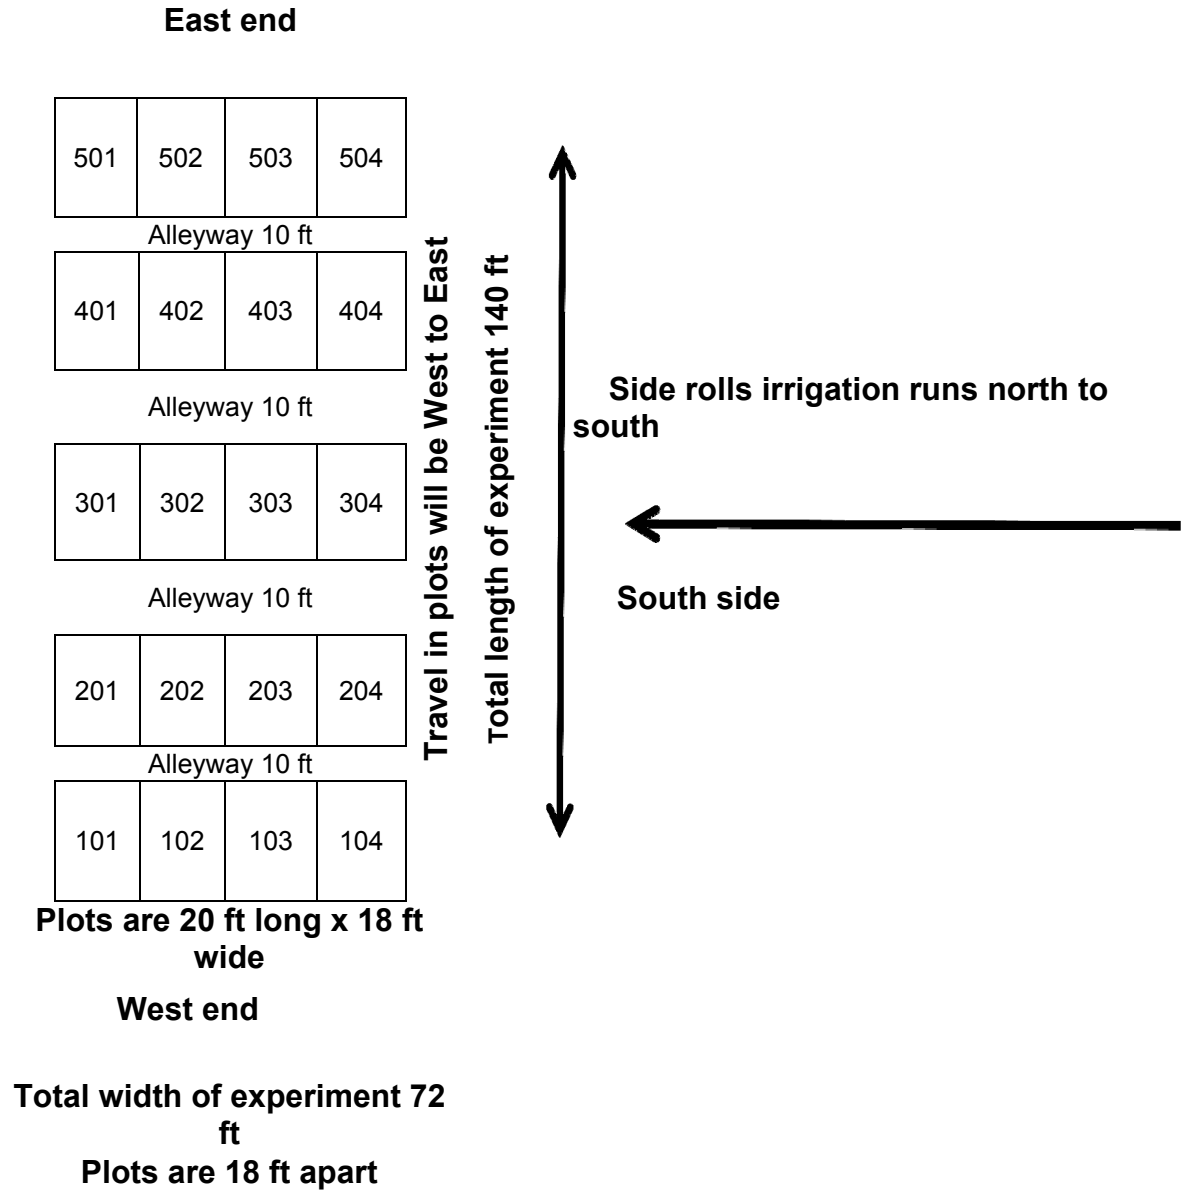 East end
501 502 503 504
Alleyway 10 ft
401 402 403 404
Alleyway 10 ft
301 302 303 304
Alleyway 10 ft
201 202 203 204
Alleyway 10 ft
101 102 103 104
Plots are 20 ft long x 18 ft
wide
West end
Total width of experiment 72
ft
Plots are 18 ft apart
Travel in plots will be West to East
Total length of experiment 140 ft
Side rolls irrigation runs north to
south
South side